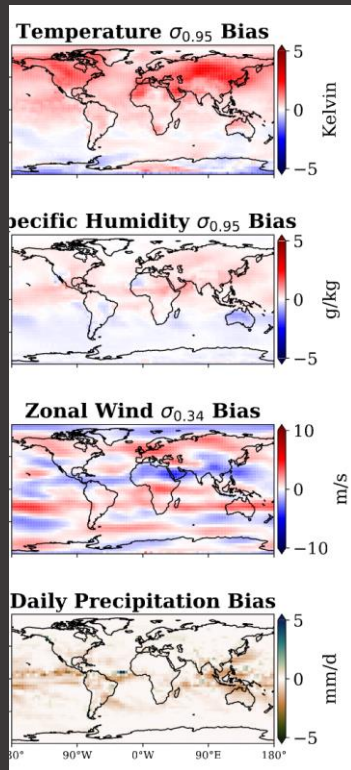 Temperature σ0.95 Bias
5
0
−5
Kelvin
pecific Humidity σ0.95 Bias
5
0
−5
g/kg
Zonal Wind σ0.34 Bias
10
0
−10
m/s
Daily Precipitation Bias
5
0
−5
mm/d
80° 90°W 0°W 90°E 180°